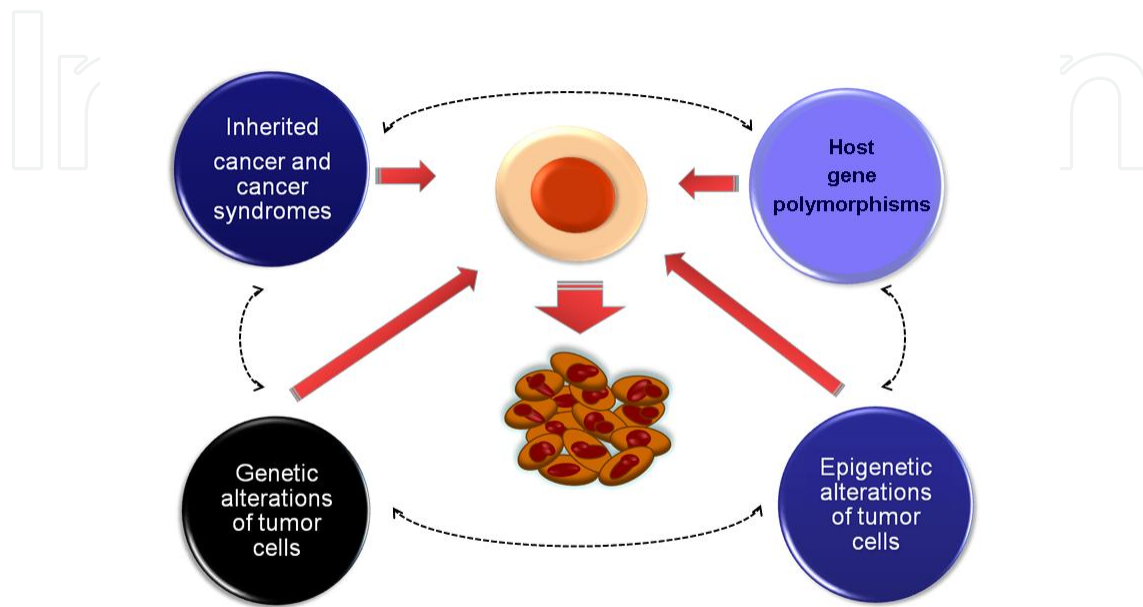 Inherited
cancer and
cancer
syndromes
Host
gene
polymorphisms
Genetic
alterations
of tumor
cells
Epigenetic
alterations
of tumor
cells